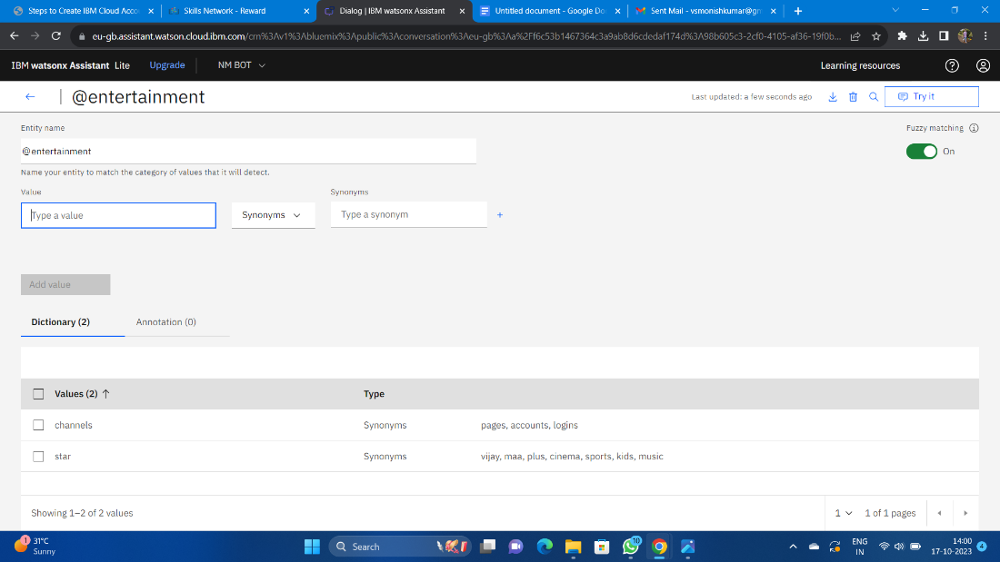 Steps to Create IBM Cloud Acco
Skills Network - Reward
Dialog | IBM watsonx Assistant
Untitled document - Google Do
Sent Mail - vsmonishkumar@gm
eu-gb.assistant.watson.cloud.ibm.com/crn%3Av1%3Abluemix%3Apublic%3Aconversation%3Aeu-gb%3Aa%2Ff6c53b1467364c3a9ab8d6cdedaf174d%3A98b605c3-2cf0-4105-af36-19f0b...
IBM watsonx Assistant Lite Upgrade NM BOT Learning resources
@entertainment
Last updated: a few seconds ago
Try it
Entity name
Fuzzy matching
@entertainment
On
Name your entity to match the category of values that it will detect.
Value Synonyms
Type a value Synonyms Type a synonym +
Add value
Dictionary (2) Annotation (0)
Values (2) Type
channels Synonyms pages, accounts, logins
star Synonyms vijay, maa, plus, cinema, sports, kids, music
Showing 1–2 of 2 values 1 1 of 1 pages
1 31°C
Sunny
Search
10
ENG
IN
14:00
17-10-2023
4